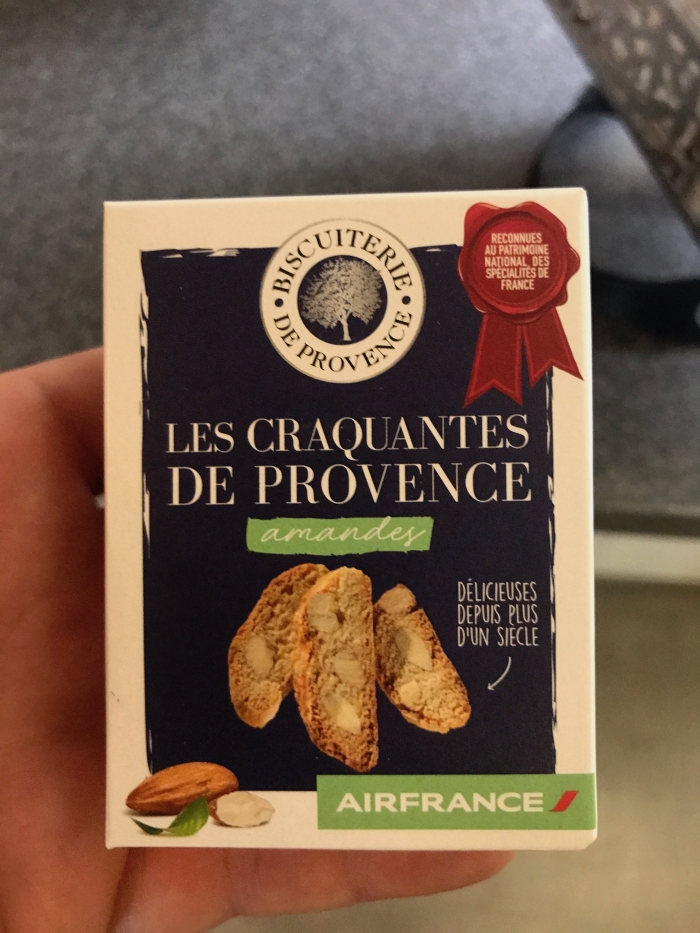 • BISCUITERIE •
DE PROVENCE
RECONNUES
AU PATRIMOINE
NATIONAL, DES
SPÉCIALITÉS DE
FRANCE
LES CRAQUANTES
DE PROVENCE
amandes
DÉLICIEUSES
DEPUIS PLUS
D'UN SIÈCLE
AIRFRANCE